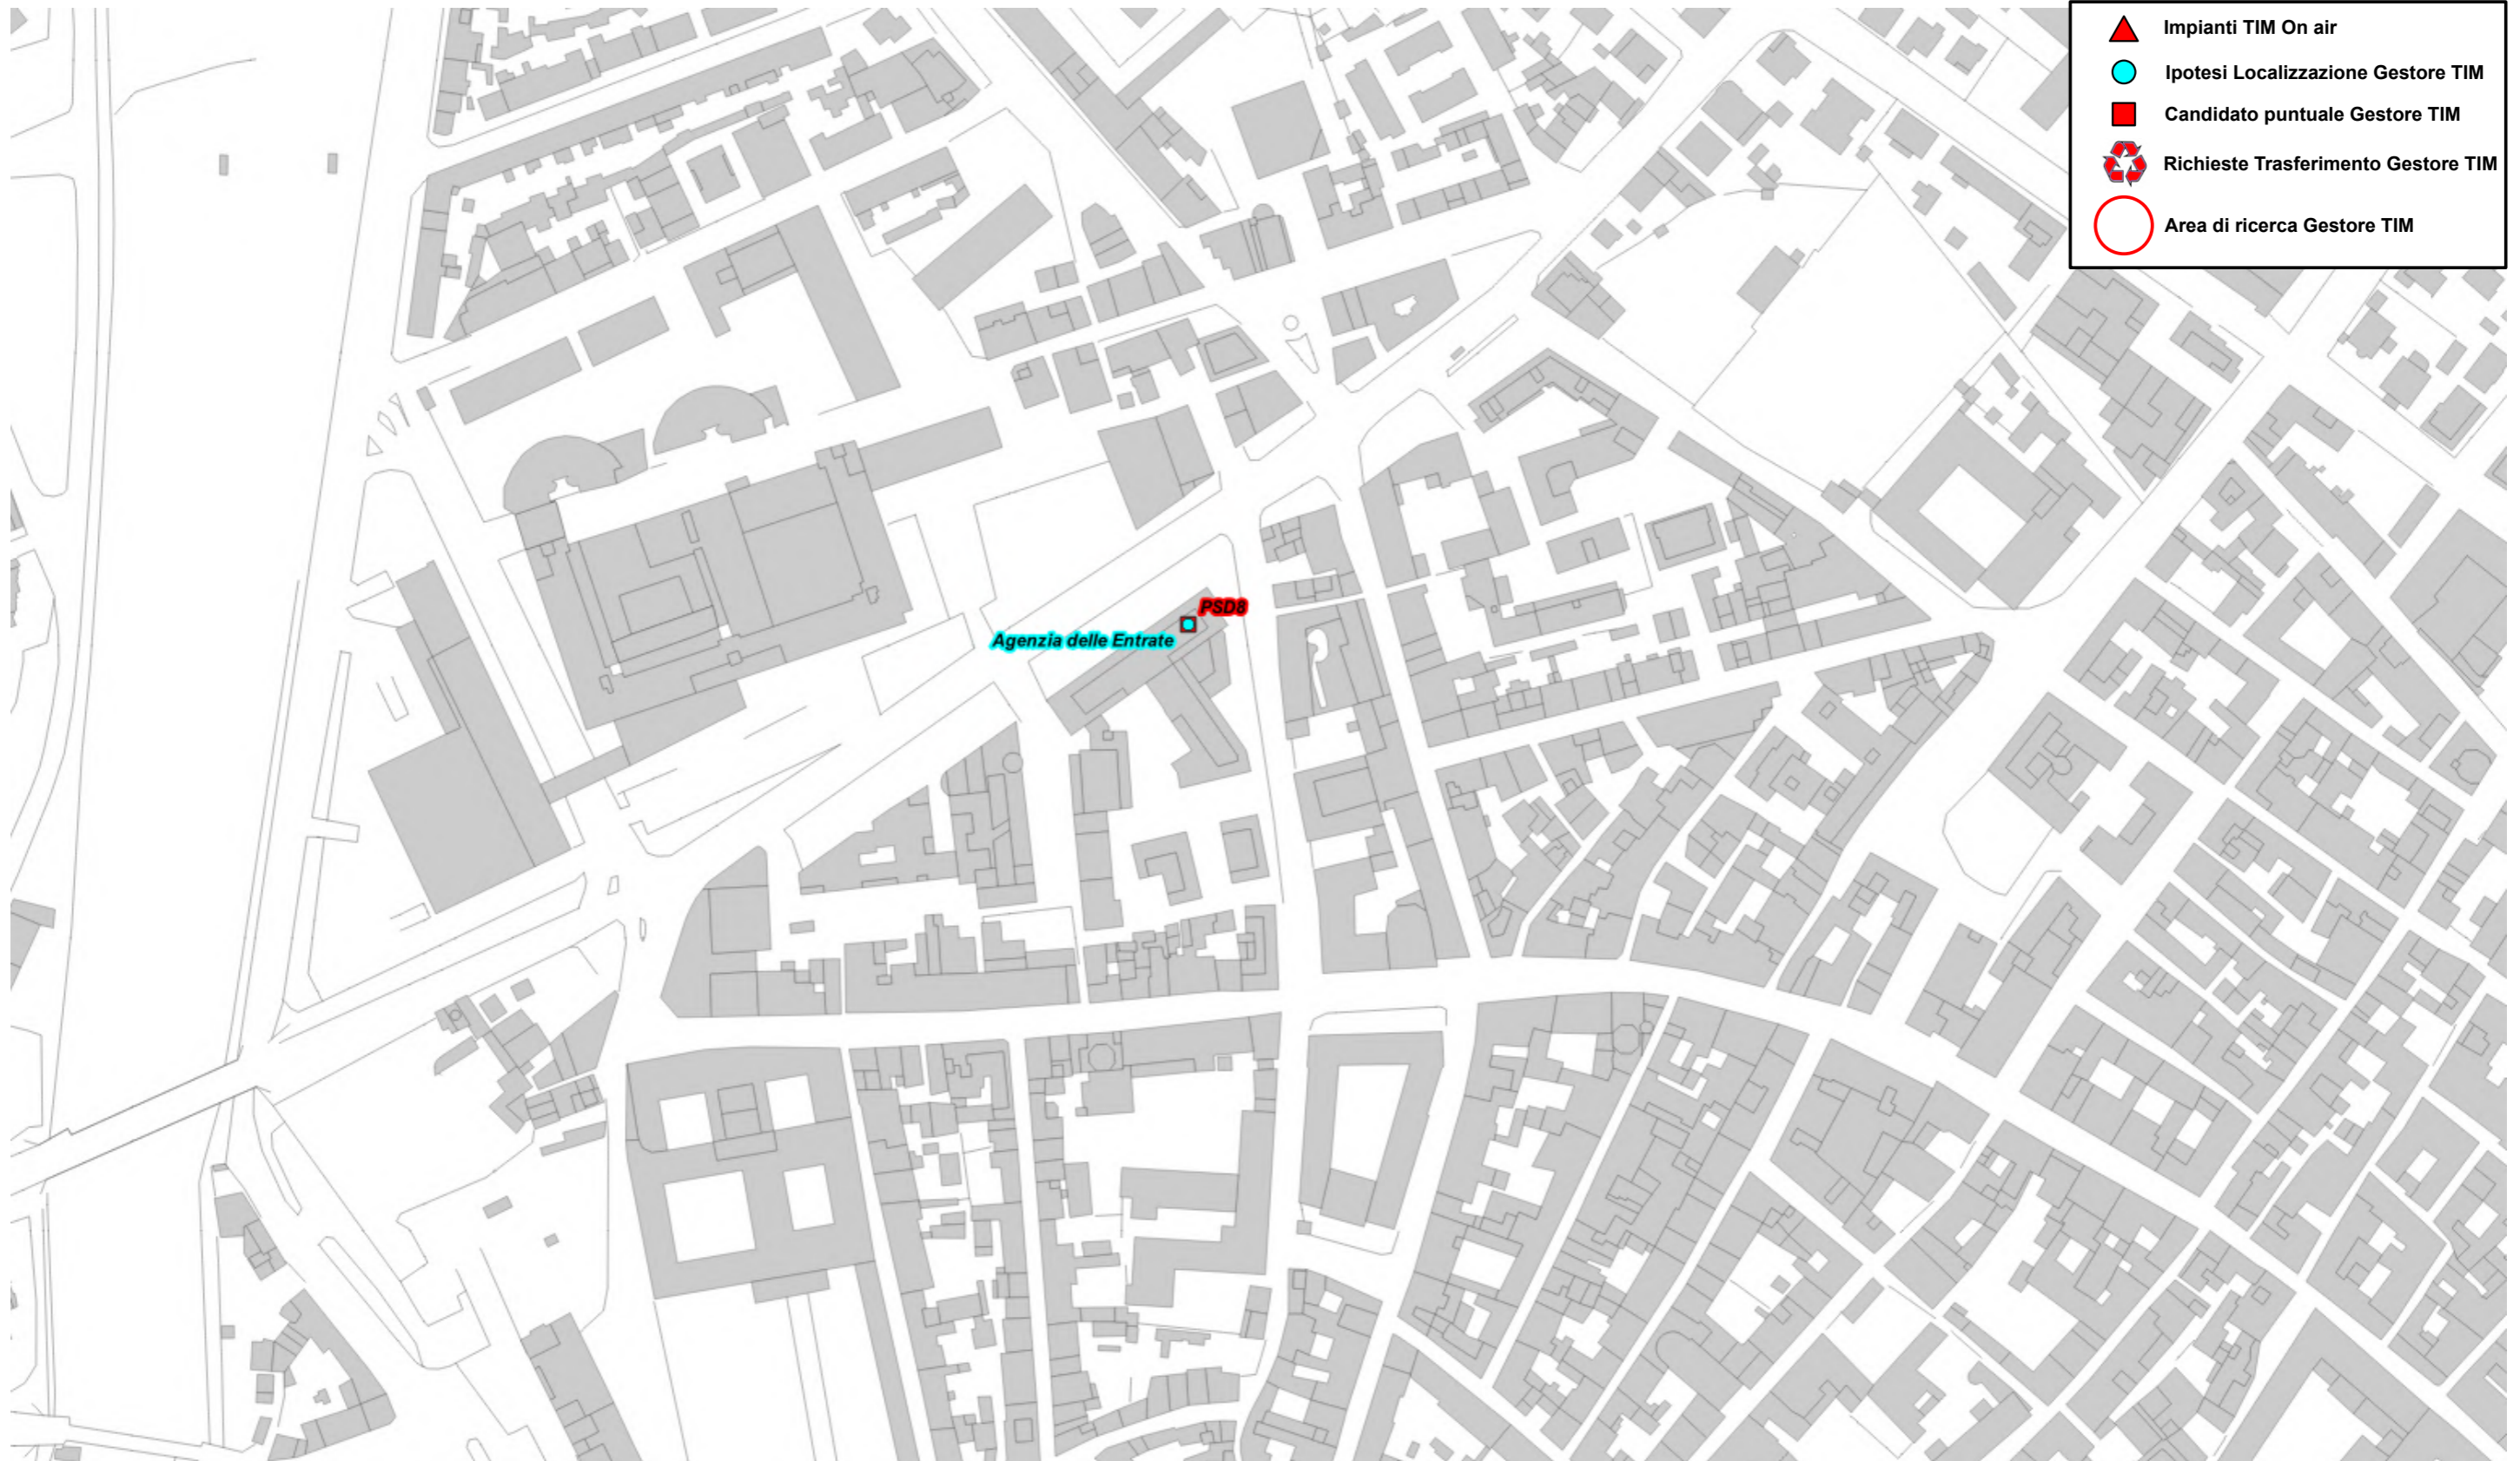 Impianti TIM On air
Ipotesi Localizzazione Gestore TIM
Candidato puntuale Gestore TIM
Richieste Trasferimento Gestore TIM
Area di ricerca Gestore TIM
PSD8
Agenzia delle Entrate